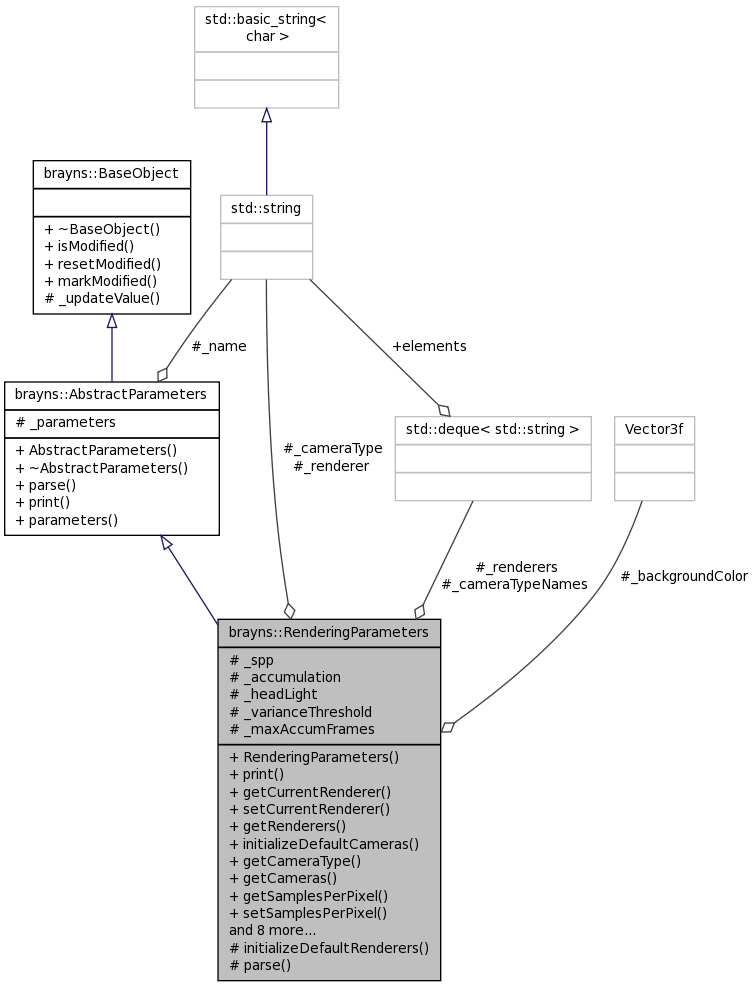 std::basic_string<
char >
brayns::BaseObject
+ ~BaseObject()
+ isModified()
+ resetModified()
+ markModified()
# _updateValue()
std::string
#_name
+elements
brayns::AbstractParameters
# _parameters
+ AbstractParameters()
+ ~AbstractParameters()
+ parse()
+ print()
+ parameters()
#_cameraType
#_renderer
std::deque< std::string >
Vector3f
#_renderers
#_cameraTypeNames
#_backgroundColor
brayns::RenderingParameters
# _spp
# _accumulation
# _headLight
# _varianceThreshold
# _maxAccumFrames
+ RenderingParameters()
+ print()
+ getCurrentRenderer()
+ setCurrentRenderer()
+ getRenderers()
+ initializeDefaultCameras()
+ getCameraType()
+ getCameras()
+ getSamplesPerPixel()
+ setSamplesPerPixel()
and 8 more...
# initializeDefaultRenderers()
# parse()